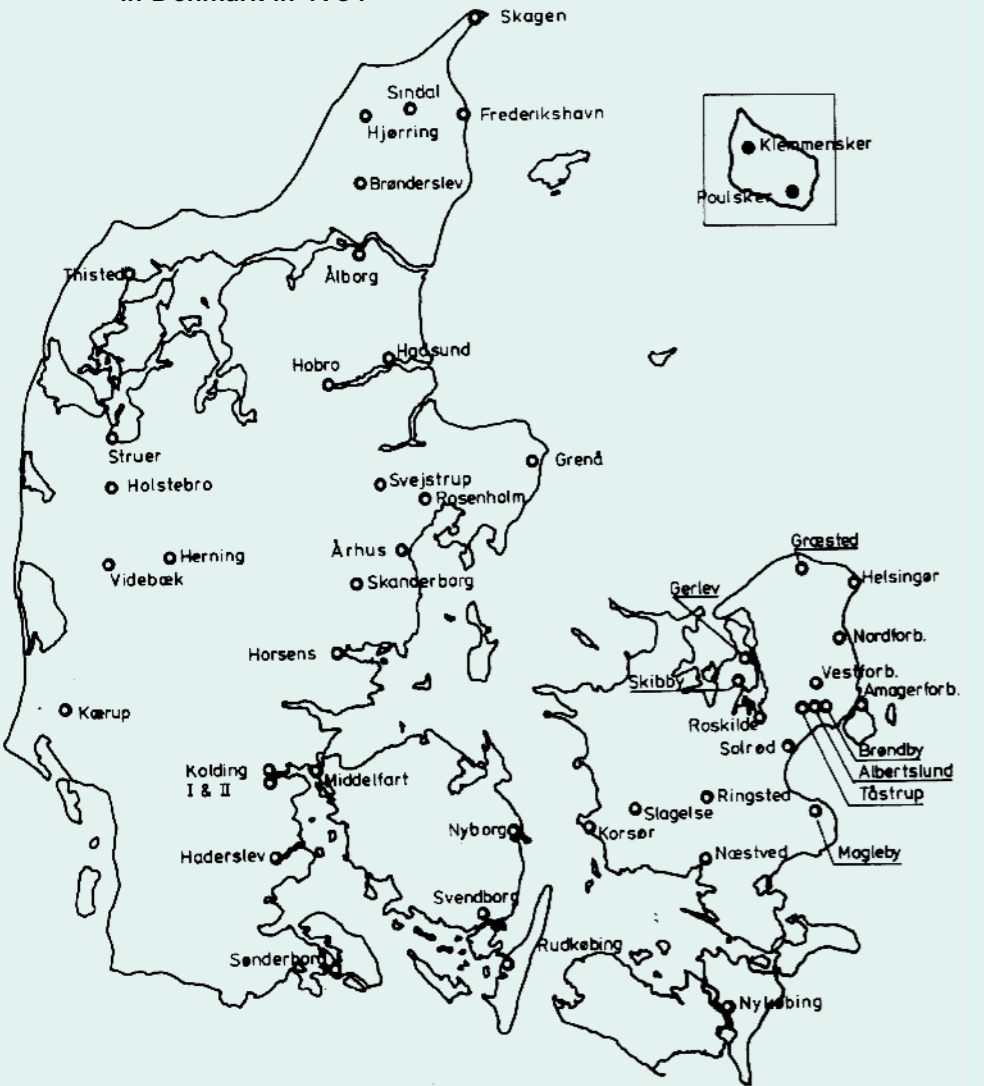 Skagen
Sindal
Hjørring
Frederikshavn
Klemmensker
Brønderslev
Poulsker
Ålborg
Thisted
Hadsund
Hobro
Struer
Grenå
Svejstrup
Holstebro
Rosenholm
Århus
Herning
Videbæk
Skanderborg
Græsted
Helsingør
Gerlev
Nordforb.
Horsens
Skibby
Vestforb.
Amagerforb.
Kærup
Roskilde
Solrød
Brøndby
Albertslund
Tåstrup
Kolding
I & II
Middelfart
Ringsted
Slagelse
Nyborg
Korsør
Haderslev
Næstved
Magleby
Svendborg
Rudkøbing
Sønderborg
Nykøbing